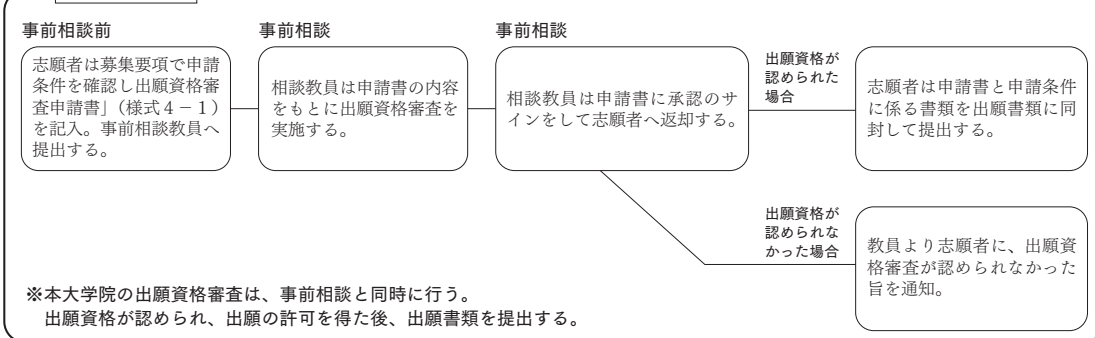 事前相談前
志願者は募集要項で申請
条件を確認し出願資格審
査申請書」(様式4－1)
を記入。事前相談教員へ
提出する。
事前相談
相談教員は申請書の内容
をもとに出願資格審査を
実施する。
事前相談
相談教員は申請書に承認のサ
インをして志願者へ返却する。
出願資格が
認められた
場合
志願者は申請書と申請条件
に係る書類を出願書類に同
封して提出する。
出願資格が
認められな
かった場合
教員より志願者に、出願資
格審査が認められなかった
旨を通知。
※本大学院の出願資格審査は、事前相談と同時に行う。
出願資格が認められ、出願の許可を得た後、出願書類を提出する。